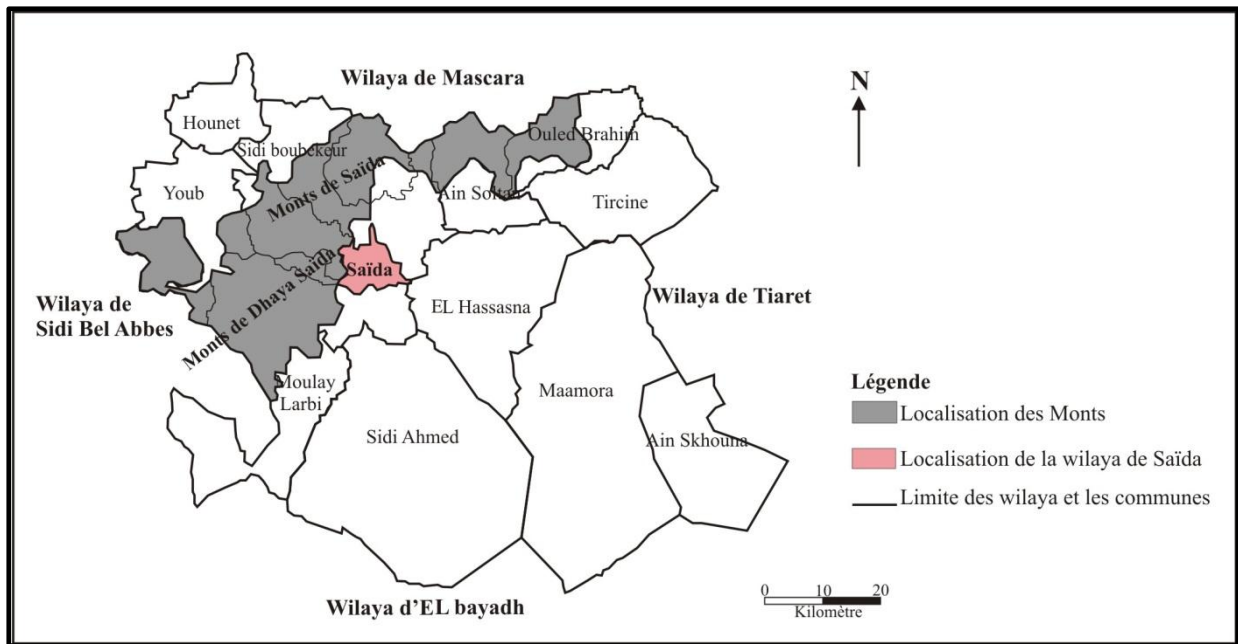 Wilaya de Mascara
N
Hounet
Sidi boubekeur
Ouled Brahim
Youb
Monts de Saïda
Ain Soltan
Tircine
Monts de Dhaya Saïda
Saïda
Wilaya de
Sidi Bel Abbes
EL Hassasna
Wilaya de Tiaret
Moulay
Larbi
Maamora
Sidi Ahmed
Ain Skhouna
Légende
Localisation des Monts
Localisation de la wilaya de Saïda
Limite des wilaya et les communes
0 10 20
Kilomètre
Wilaya d’EL bayadh